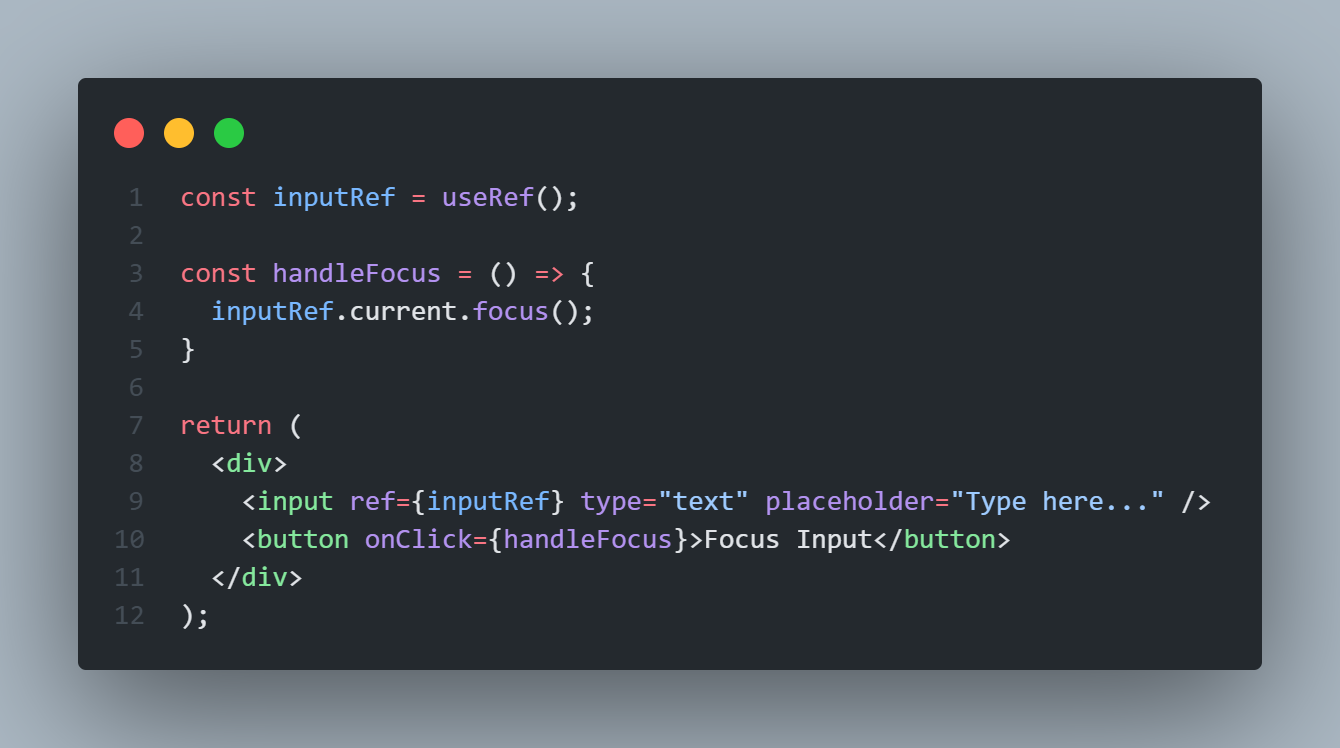 1 const inputRef = useRef();
2
3 const handleFocus = () => {
4   inputRef.current.focus();
5 }
6
7 return (
8   <div>
9     <input ref={inputRef} type="text" placeholder="Type here..." />
10     <button onClick={handleFocus}>Focus Input</button>
11   </div>
12 );